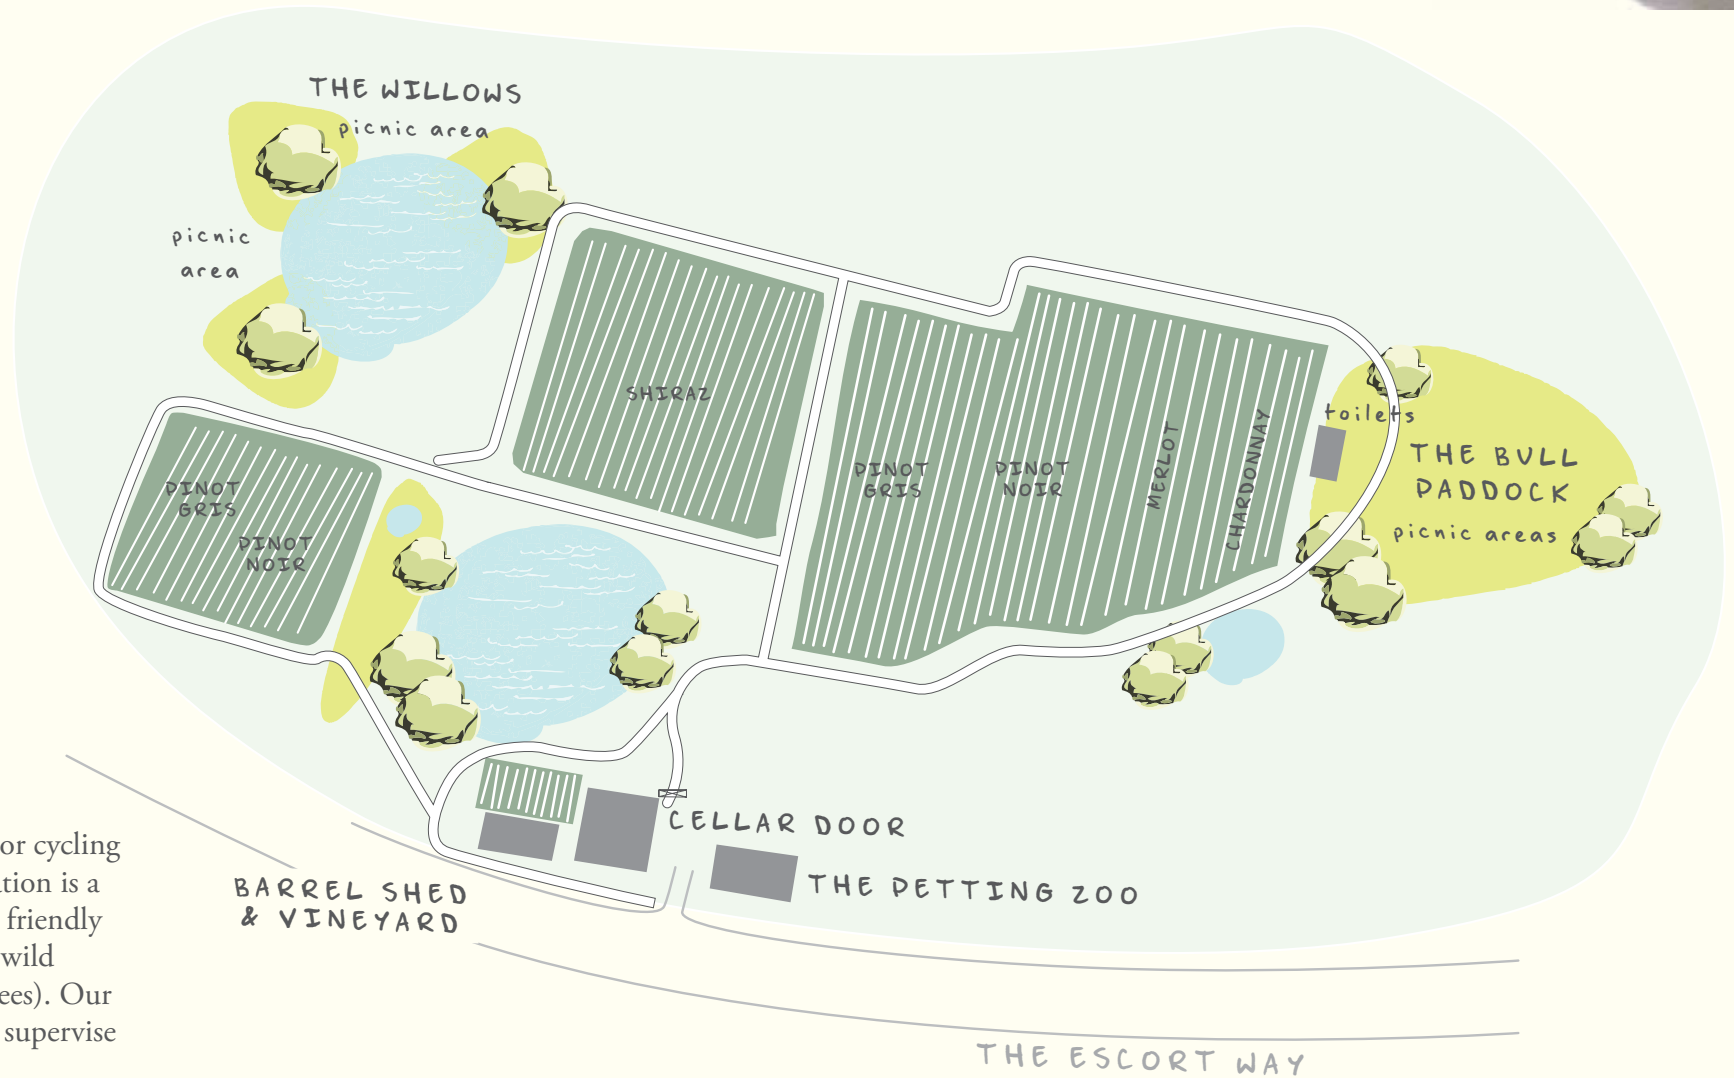 THE WILLOWS
picnic area
picnic
area
SHIRAZ
PINOT
GRIS
PINOT
NOIR
PINOT
GRIS
PINOT
NOIR
MERLOT
CHARDONNAY
toilets
THE BULL
PADDOCK
picnic areas
CELLAR DOOR
THE PETTING ZOO
BARREL SHED
& VINEYARD
THE ESCORT WAY
or cycling
is a
friendly
wild
Our
supervise